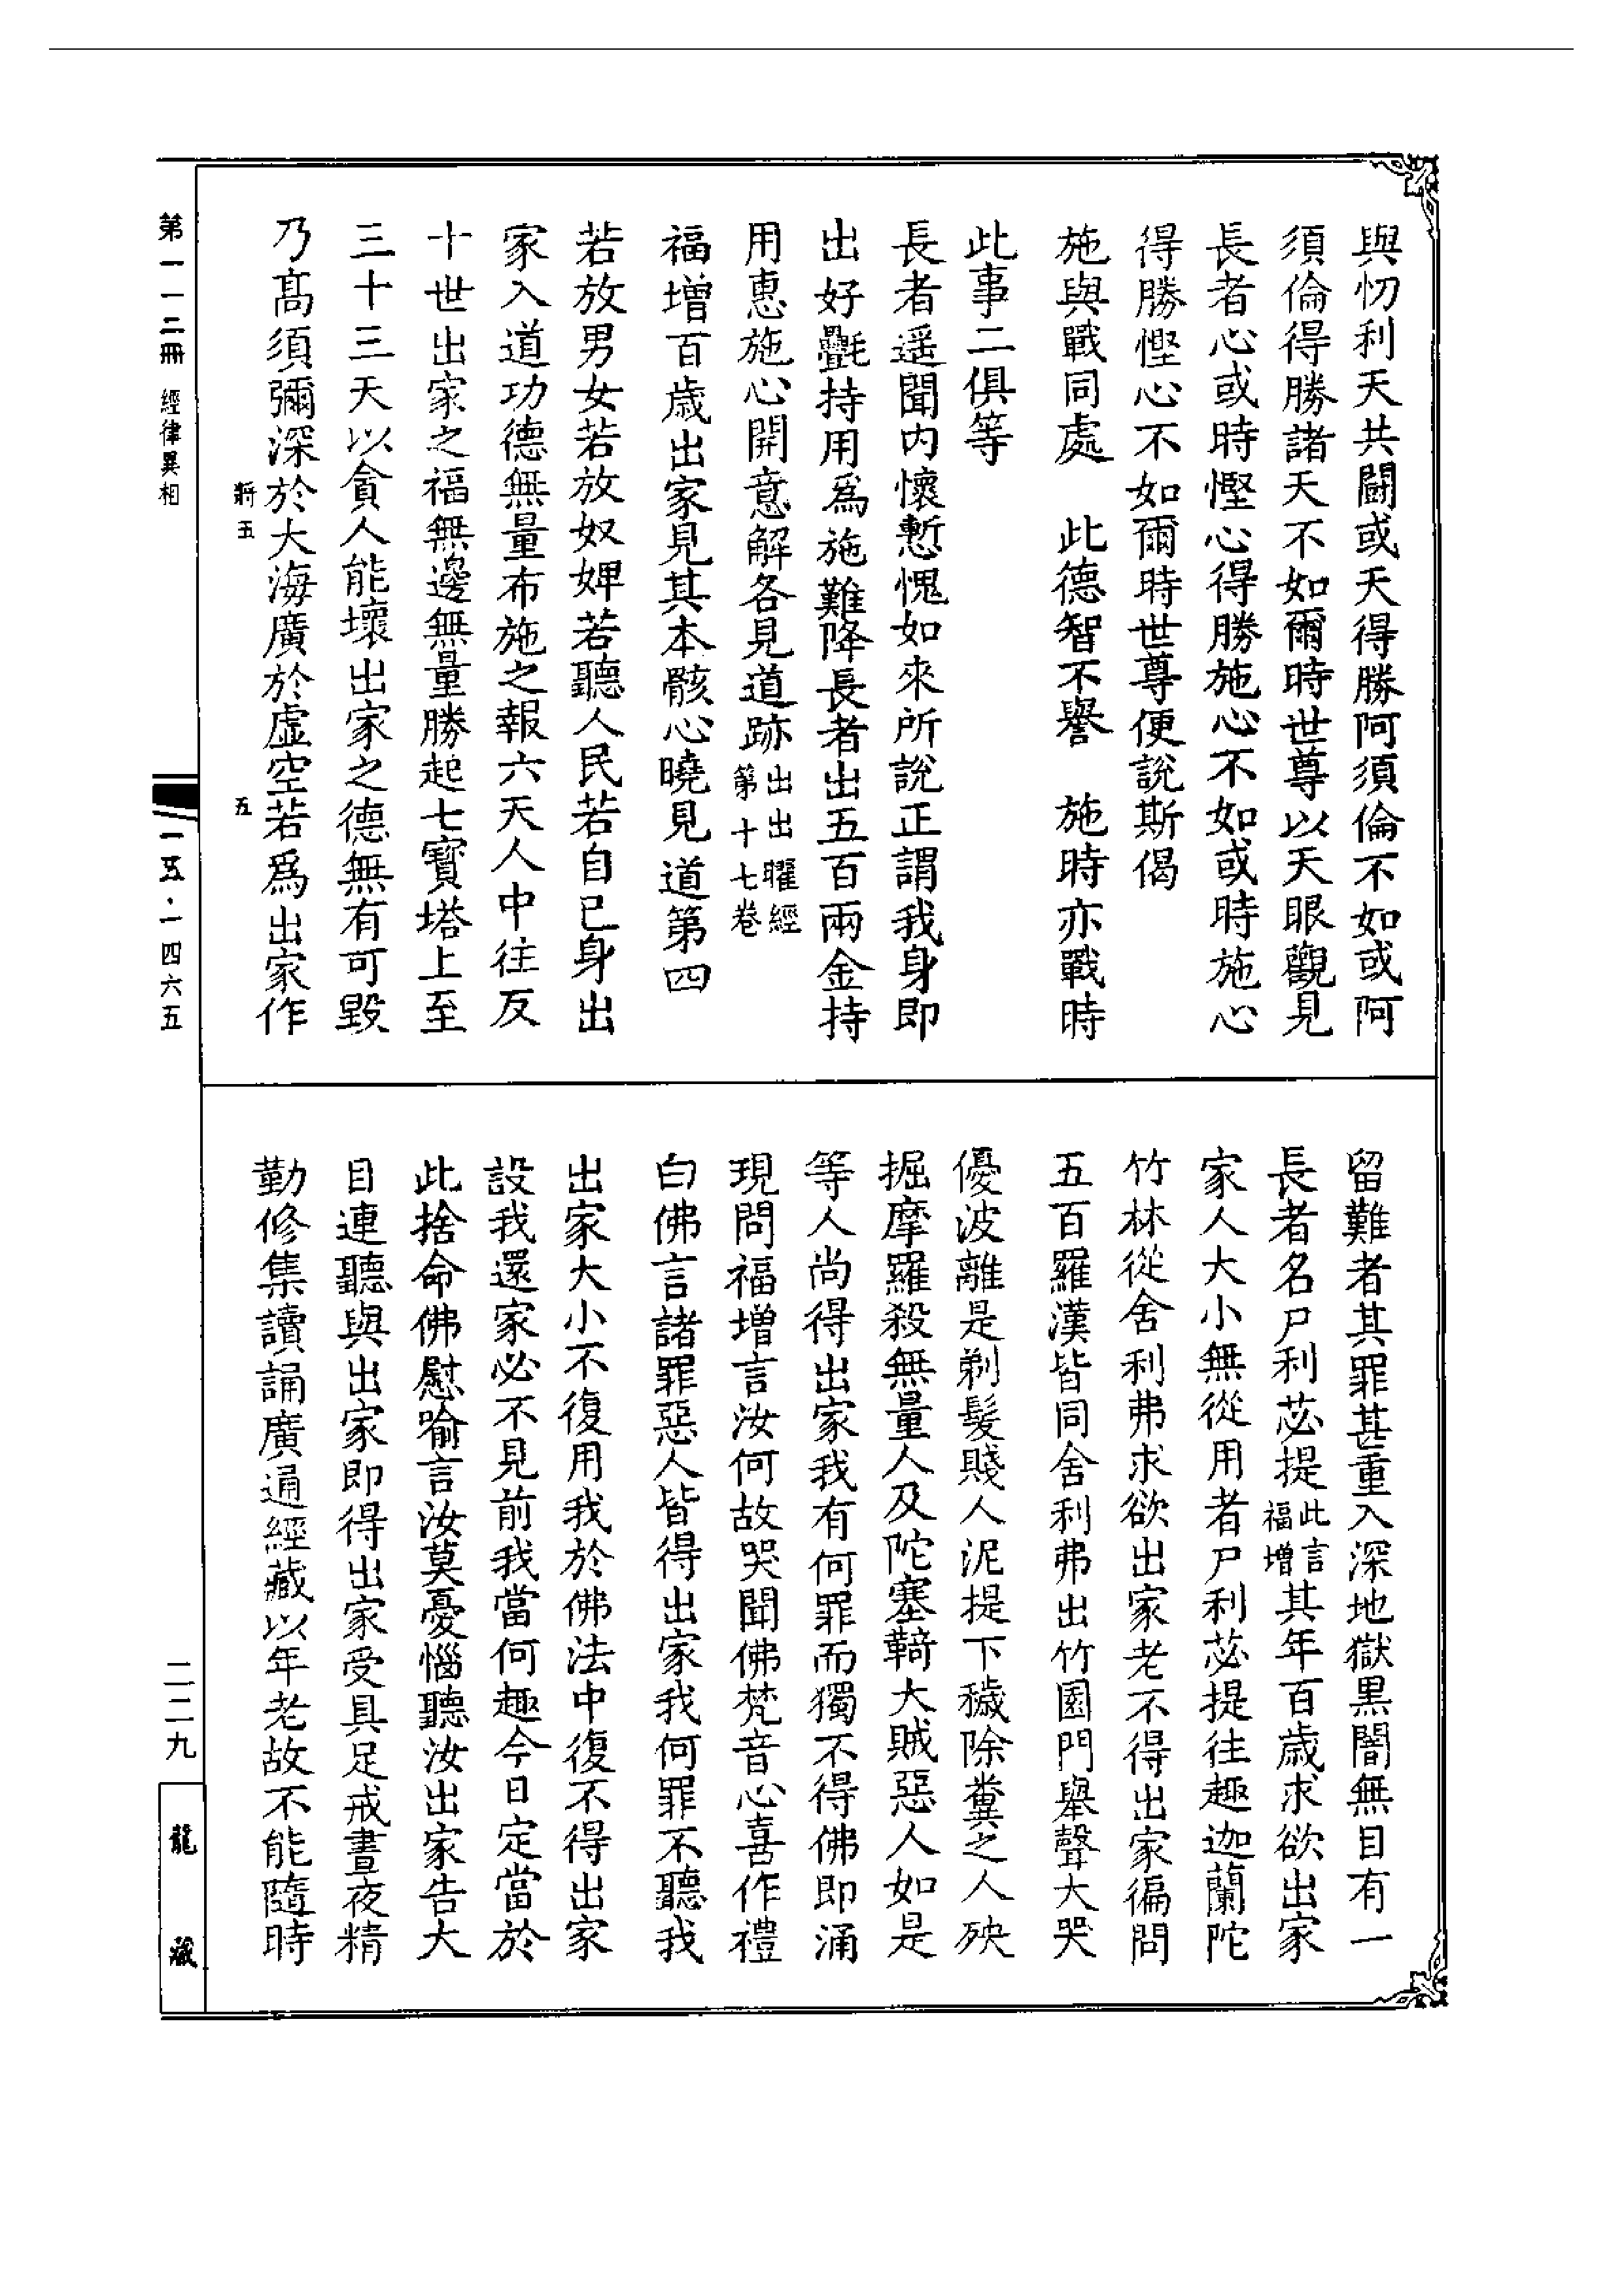 與忉利天共闘或天得勝阿須倫不如或阿
須倫得勝諸天不如爾時世尊以天眼觀見
長者心或時慳心得勝施心不如或時施心
得勝慳心不如爾時世尊便說斯偈
施與戰同處　此德智不譽　施時亦戰時
此事二俱等
長者遥聞内懷慙愧如來所說正謂我身即
出好㲲持用爲施難降長者出五百兩金持
用惠施心開意解各見道跡出出曜經
第十七卷
福增百歲出家見其本骸心曉見道第四
若放男女若放奴婢若聽人民若自已身出
家入道功德無量布施之報六天人中往反
十世出家之福無邊無量勝起七寳塔上至
三十三天以貪人能壞出家之德無有可毀
乃髙須彌深於大海廣於虛空若爲出家作
留難者其罪甚重入深地獄黒闇無目有一
長者名尸利苾提此言
福增其年百歲求欲出家
家人大小無從用者尸利苾提往趣迦蘭陀
竹林從舍利弗求欲出家老不得出家徧問
五百羅漢皆同舍利弗出竹園門舉聲大哭
優波離是剃髮賤人泥提下穢除糞之人殃
掘摩羅殺無量人及陀塞䩭大賊惡人如是
等人尚得出家我有何罪而獨不得佛即涌
現問福增言汝何故哭聞佛梵音心喜作禮
白佛言諸罪惡人皆得出家我何罪不聽我
出家大小不復用我於佛法中復不得出家
設我還家必不見前我當何趣今日定當於
此捨命佛慰喻言汝莫憂惱聽汝出家告大
目連聽與出家即得出家受具足戒晝夜精
勤修集讀誦廣通經藏以年老故不能隨時
將五
五
第一一二冊 經律異相
一五·一四六五
二二九
龍藏